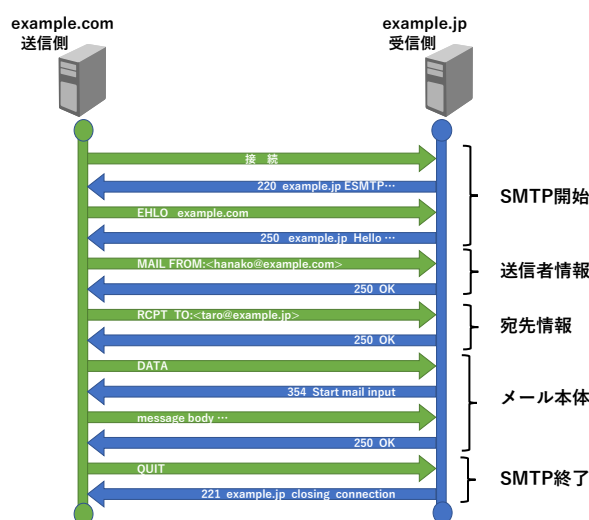 example.com
送信側
example.jp
受信側
接　続
220 example.jp ESMTP…
EHLO example.com
250 example.jp Hello …
SMTP開始
MAIL FROM:<hanako@example.com>
250 OK
送信者情報
RCPT TO:<taro@example.jp>
250 OK
宛先情報
DATA
354 Start mail input
message body …
250 OK
メール本体
QUIT
221 example.jp closing connection
SMTP終了